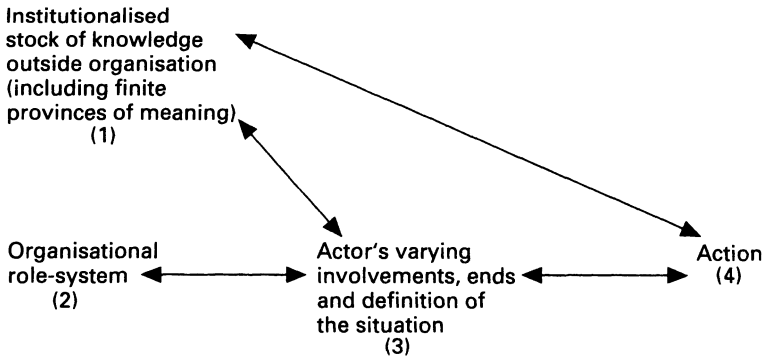 Institutionalised
stock of knowledge
outside organisation
(including finite
provinces of meaning)
(1)
Organisational
role-system
(2)
Actor's varying
involvements, ends
and definition of
the situation
(3)
Action
(4)